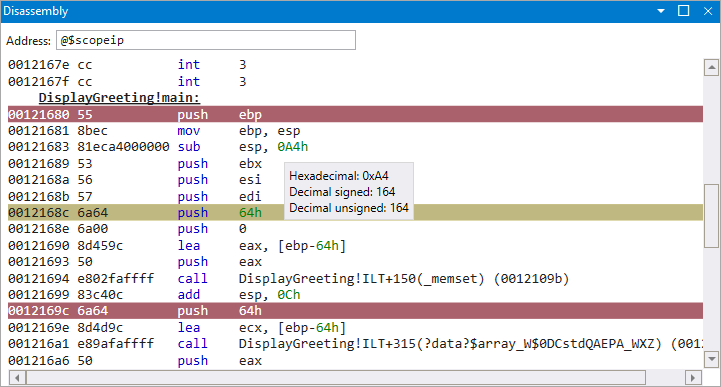 Disassembly
Address: @$scopeip
0012167e cc int 3
0012167f cc int 3
DisplayGreeting!main:
00121680 55 push ebp
00121681 8bec mov ebp, esp
00121683 81eca4000000 sub esp, 0A4h
00121689 53 push ebx
0012168a 56 push esi
0012168b 57 push edi
0012168c 6a64 push 64h
0012168e 6a00 push 0
00121690 8d459c lea eax, [ebp-64h]
00121693 50 push eax
00121694 e802faffff call DisplayGreeting!ILT+150(_memset) (0012109b)
00121699 83c40c add esp, 0Ch
0012169c 6a64 push 64h
0012169e 8d4d9c lea ecx, [ebp-64h]
001216a1 e89afaffff call DisplayGreeting!ILT+315(?data?$array_W$0DCstdQAEPA_WXZ) (0012
001216a6 50 push eax
Hexadecimal: 0xA4
Decimal signed: 164
Decimal unsigned: 164